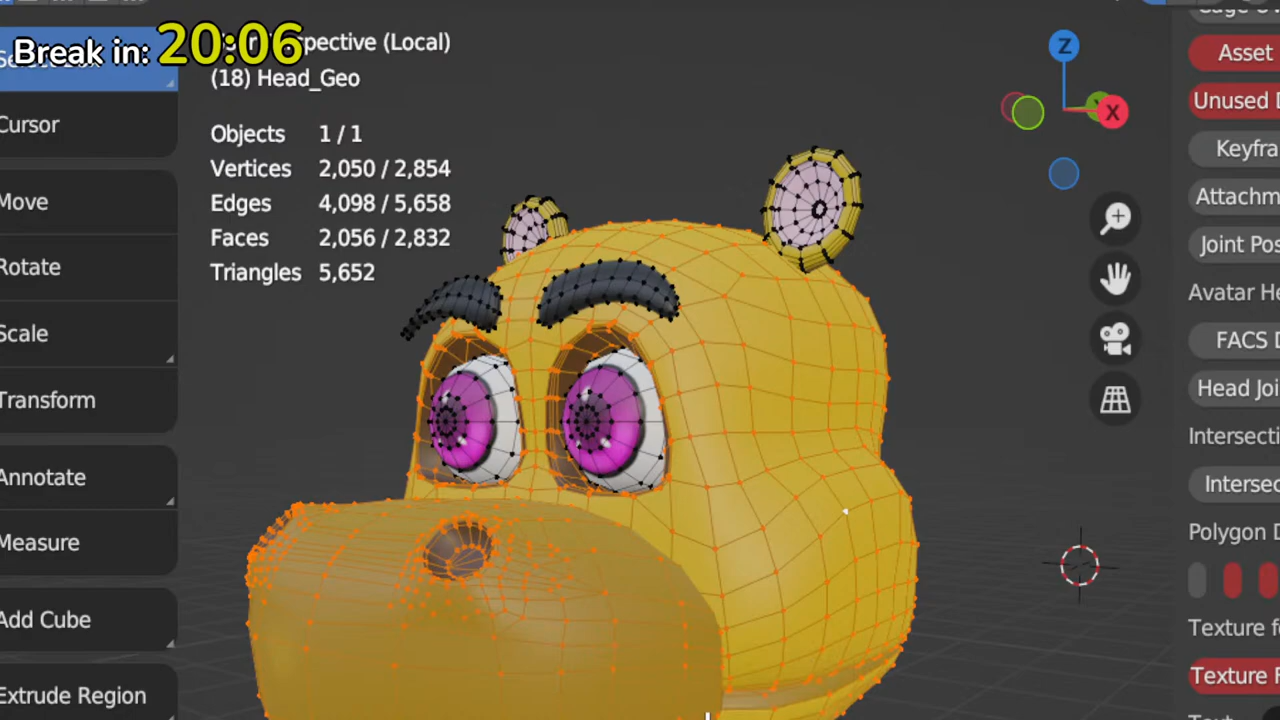 Break in: 20:06
spective (Local)
(18) Head_Geo
Objects 1 / 1
Vertices 2,050 / 2,854
Edges 4,098 / 5,658
Faces 2,056 / 2,832
Triangles 5,652
Cursor
Move
Rotate
Scale
Transform
Annotate
Measure
Add Cube
Extrude Region
Z
X
Asset
Unused D
Keyfra
Attachm
Joint Pos
Avatar He
FACS D
Head Joi
Intersecti
Intersec
Polygon D
Texture fo
Texture F